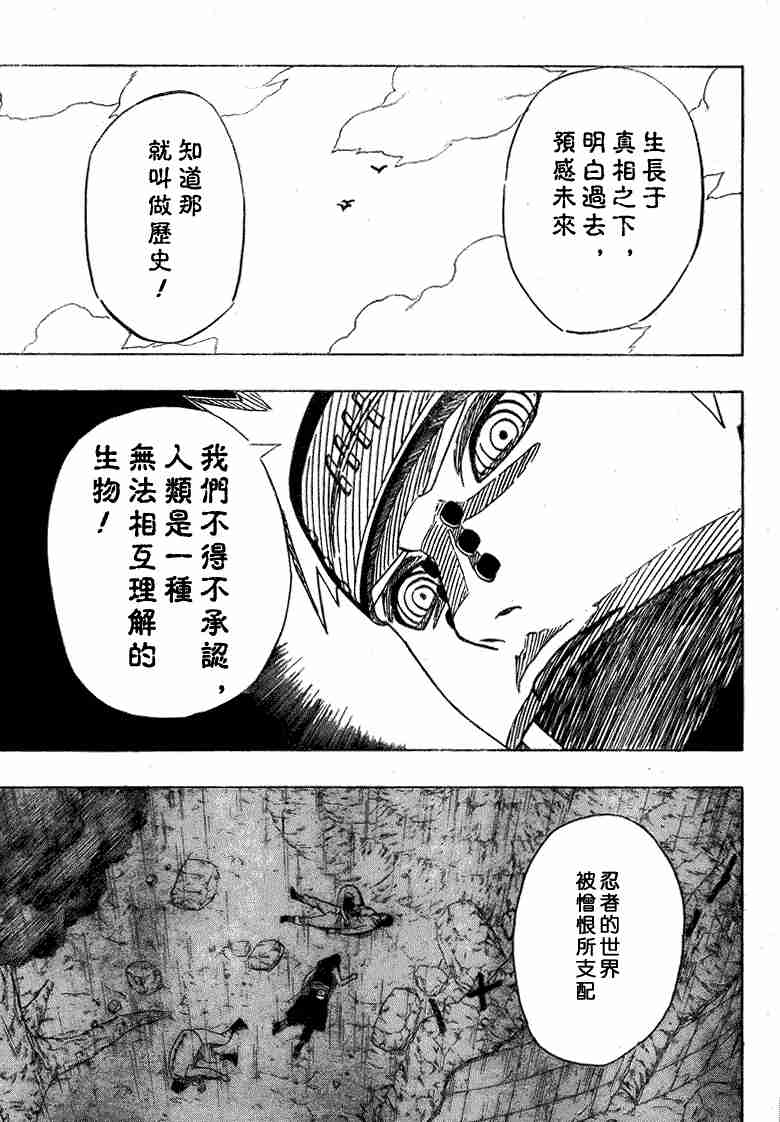 生長于
真相之下，
明白過去，
預感未來
知道那
就叫做歷史！
我們不得不承認，
人類是一種
無法相互理解的
生物！
忍者的世界
被憎恨所支配